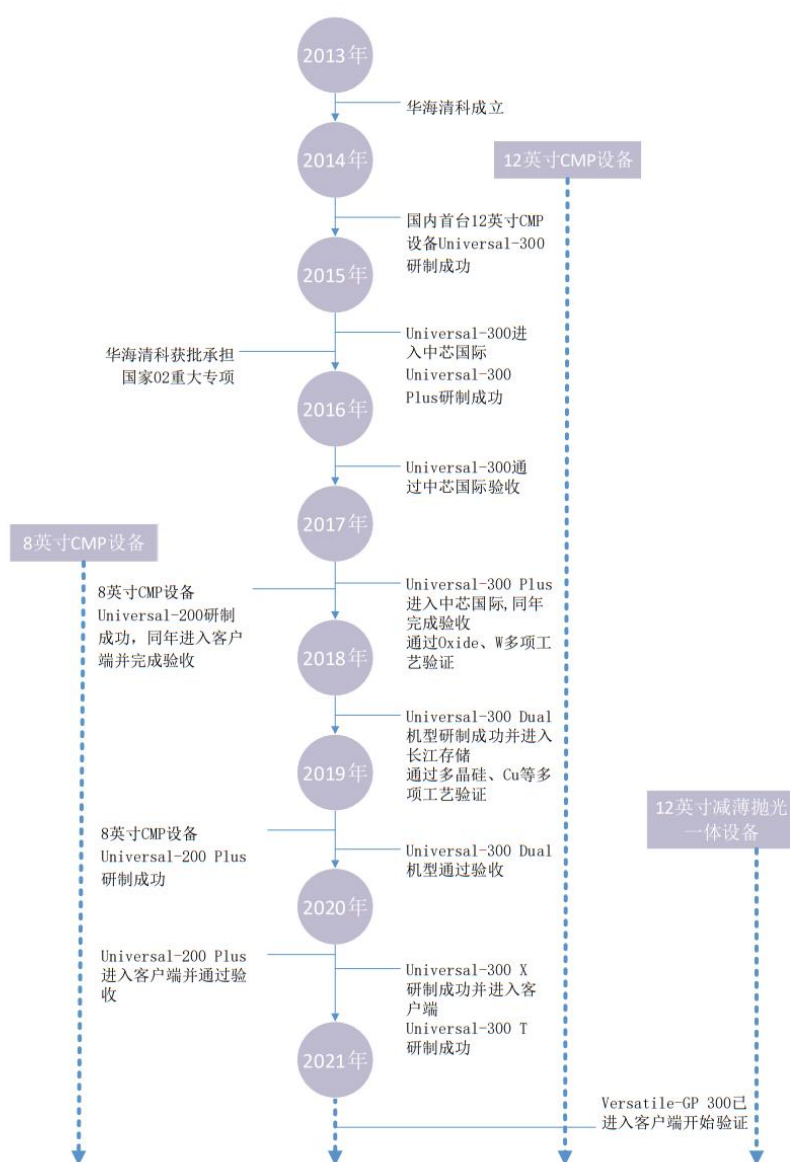 2013年
华海清科成立
2014年
12英寸CMP设备
国内首台12英寸CMP
设备Universal-300
研制成功
2015年
华海清科获批承担
国家02重大专项
Universal-300进
入中芯国际
Universal-300
Plus研制成功
2016年
Universal-300通
过中芯国际验收
2017年
8英寸CMP设备
8英寸CMP设备
Universal-200研制
成功，同年进入客户
端并完成验收
Universal-300 Plus
进入中芯国际,同年
完成验收
通过Oxide、W多项工
艺验证
2018年
Universal-300 Dual
机型研制成功并进入
长江存储
通过多晶硅、Cu等多
项工艺验证
2019年
12英寸减薄抛光
一体设备
8英寸CMP设备
Universal-200 Plus
研制成功
Universal-300 Dual
机型通过验收
2020年
Universal-200 Plus
进入客户端并通过验
收
Universal-300 X
研制成功并进入客
户端
Universal-300 T
研制成功
2021年
Versatile-GP 300已
进入客户端开始验证